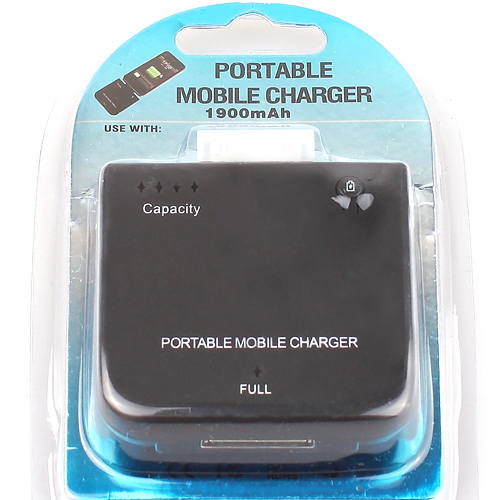 PORTABLE
MOBILE CHARGER
1900mAh
USE WITH:
Capacity
PORTABLE MOBILE CHARGER
FULL